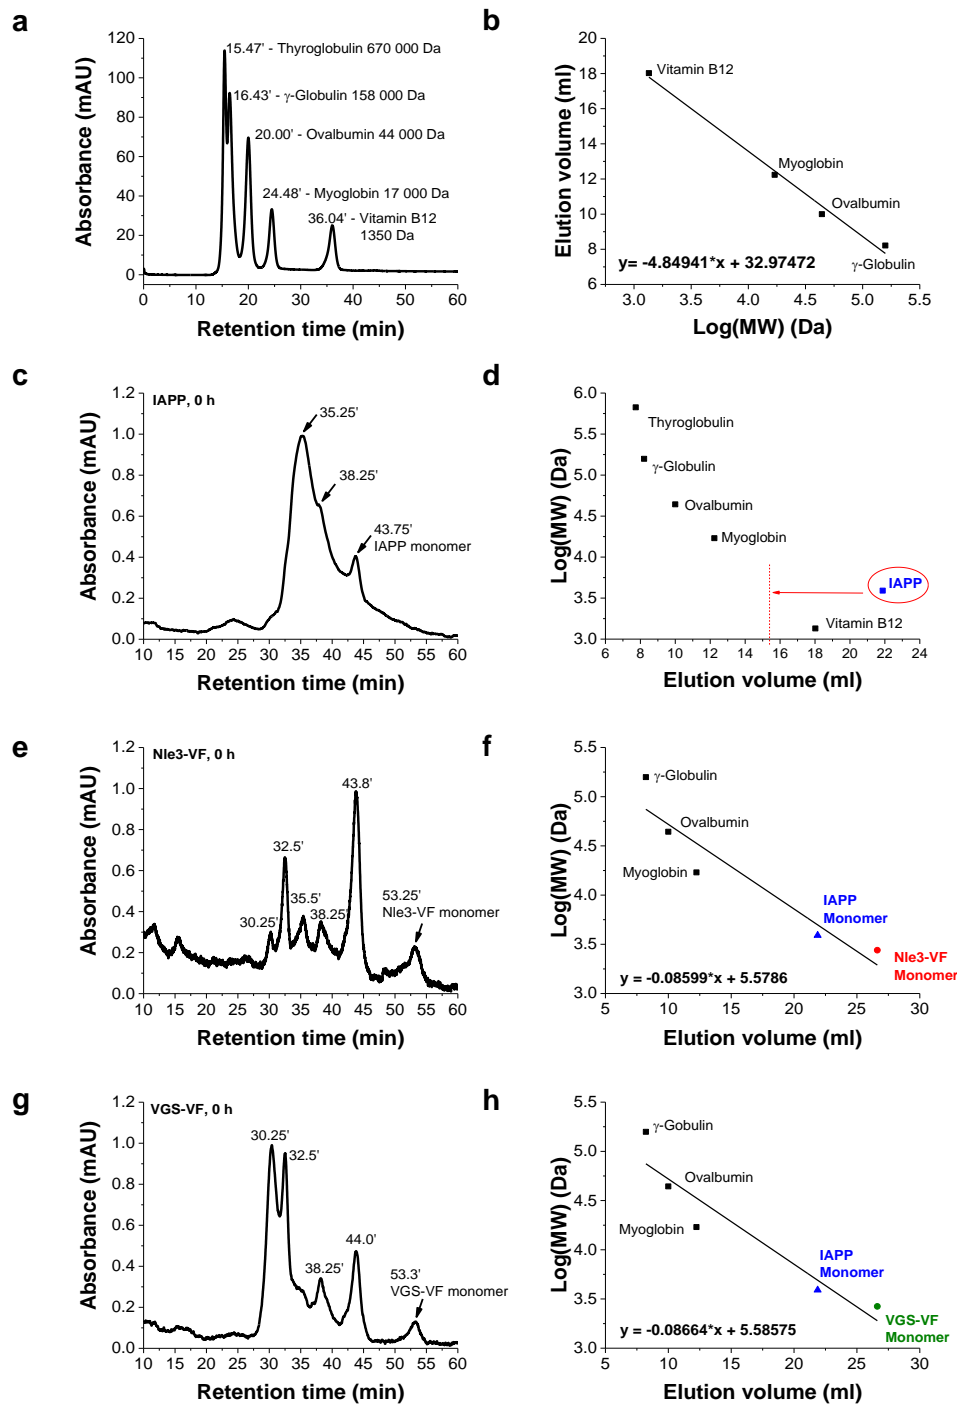 a
Absorbance (mAU)
120
100
80
60
40
20
0
15.47' - Thyroglobulin 670 000 Da
16.43' - γ-Globulin 158 000 Da
20.00' - Ovalbumin 44 000 Da
24.48' - Myoglobin 17 000 Da
36.04' - Vitamin B12
1350 Da
0 10 20 30 40 50 60
Retention time (min)
b
Elution volume (ml)
20
18
16
14
12
10
8
6
Vitamin B12
Myoglobin
Ovalbumin
γ-Globulin
y= -4.84941*x + 32.97472
3.0 3.5 4.0 4.5 5.0 5.5
Log(MW) (Da)
c
Absorbance (mAU)
1.2
1.0
0.8
0.6
0.4
0.2
0.0
IAPP, 0 h
35.25'
38.25'
43.75'
IAPP monomer
10 15 20 25 30 35 40 45 50 55 60
Retention time (min)
d
Log(MW) (Da)
6.0
5.5
5.0
4.5
4.0
3.5
3.0
Thyroglobulin
γ-Globulin
Ovalbumin
Myoglobin
IAPP
Vitamin B12
6 8 10 12 14 16 18 20 22 24
Elution volume (ml)
e
Absorbance (mAU)
1.2
1.0
0.8
0.6
0.4
0.2
0.0
Nle3-VF, 0 h
43.8'
32.5'
35.5'
30.25'
38.25'
53.25'
Nle3-VF monomer
10 15 20 25 30 35 40 45 50 55 60
Retention time (min)
f
Log(MW) (Da)
5.5
5.0
4.5
4.0
3.5
3.0
γ-Globulin
Ovalbumin
Myoglobin
IAPP
Monomer
Nle3-VF
Monomer
y = -0.08599*x + 5.5786
5 10 15 20 25 30
Elution volume (ml)
g
Absorbance (mAU)
1.2
1.0
0.8
0.6
0.4
0.2
0.0
VGS-VF, 0 h
30.25'
32.5'
38.25'
44.0'
53.3'
VGS-VF monomer
10 15 20 25 30 35 40 45 50 55 60
Retention time (min)
h
Log(MW) (Da)
5.5
5.0
4.5
4.0
3.5
3.0
γ-Gobulin
Ovalbumin
Myoglobin
IAPP
Monomer
VGS-VF
Monomer
y = -0.08664*x + 5.58575
5 10 15 20 25 30
Elution volume (ml)